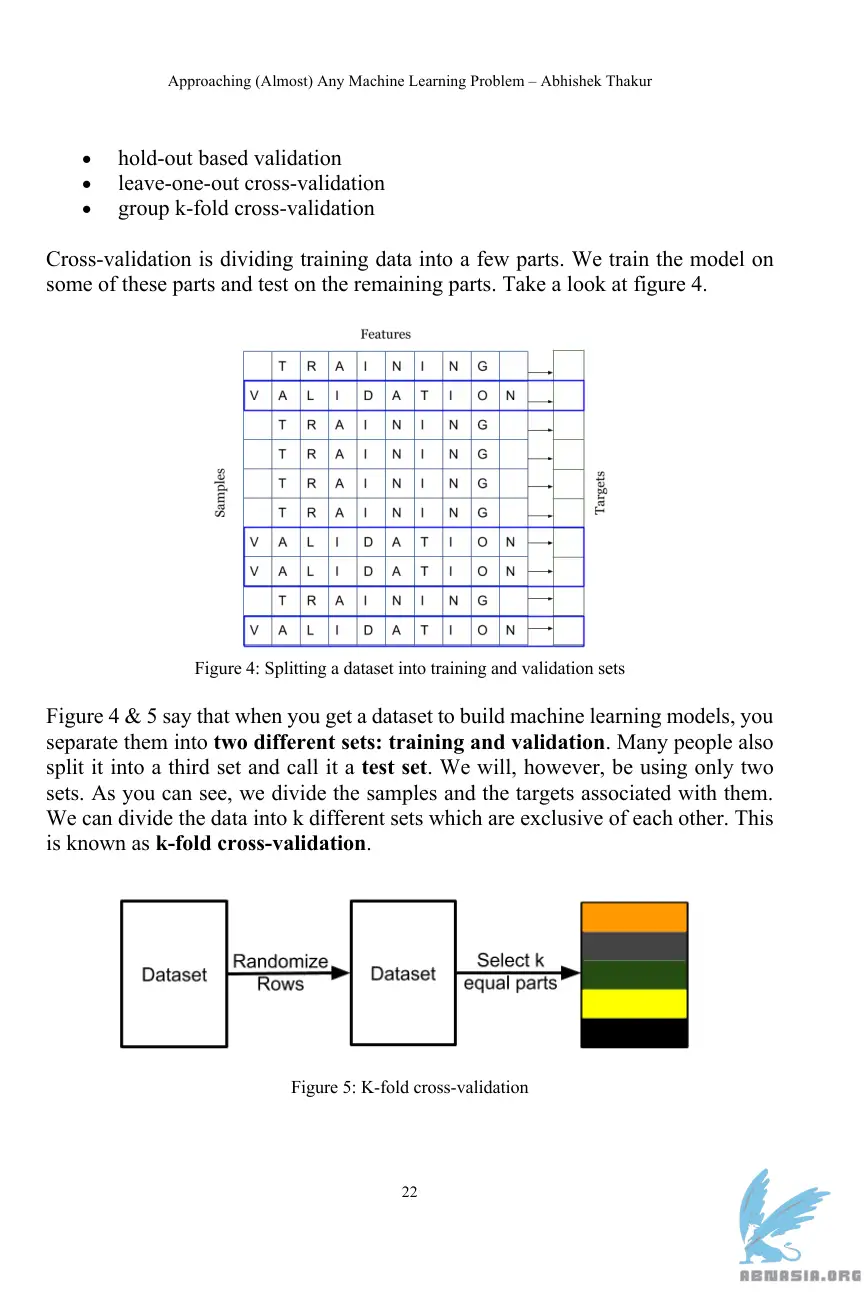 Approaching (Almost) Any Machine Learning Problem – Abhishek Thakur
• hold-out based validation
• leave-one-out cross-validation
• group k-fold cross-validation
Cross-validation is dividing training data into a few parts. We train the model on
some of these parts and test on the remaining parts. Take a look at figure 4.
Features
T R A I N I N G
V A L I D A T I O N
T R A I N I N G
T R A I N I N G
T R A I N I N G
T R A I N I N G
V A L I D A T I O N
V A L I D A T I O N
T R A I N I N G
V A L I D A T I O N
Samples
Targets
Figure 4: Splitting a dataset into training and validation sets
Figure 4 & 5 say that when you get a dataset to build machine learning models, you
separate them into two different sets: training and validation. Many people also
split it into a third set and call it a test set. We will, however, be using only two
sets. As you can see, we divide the samples and the targets associated with them.
We can divide the data into k different sets which are exclusive of each other. This
is known as k-fold cross-validation.
Dataset
Randomize
Rows
Dataset
Select k
equal parts
Figure 5: K-fold cross-validation
22
ABNASIA.ORG